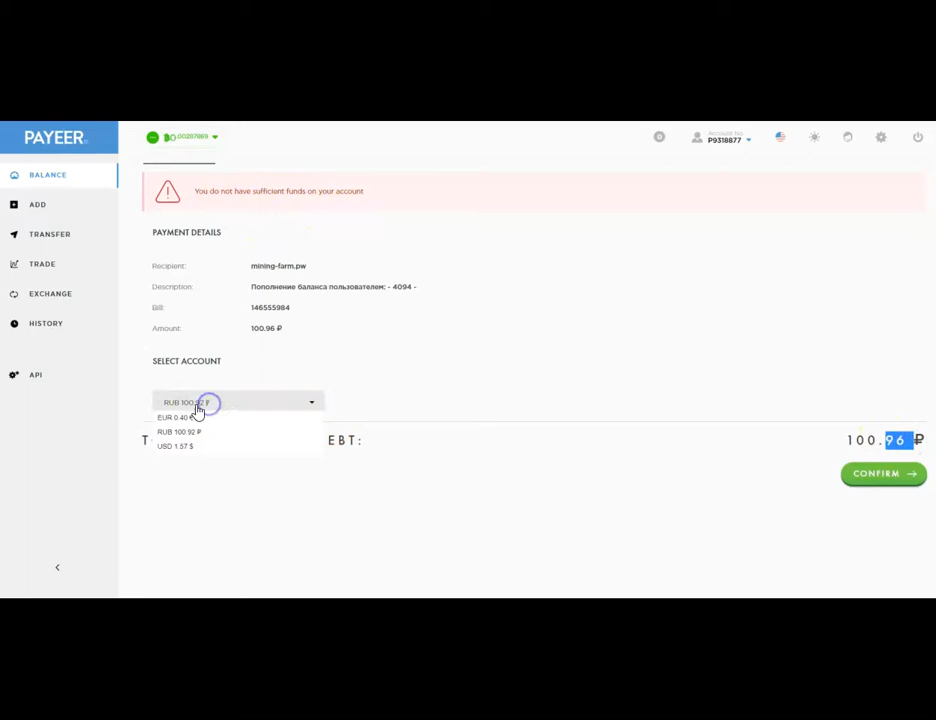 PAYEER
Account No
P9318877
BALANCE
ADD
TRANSFER
TRADE
EXCHANGE
HISTORY
API
You do not have sufficient funds on your account
PAYMENT DETAILS
Recipient: mining-farm.pw
Description: Пополнение баланса пользователем: - 4094 -
Bill: 146555984
Amount: 100.96 ₽
SELECT ACCOUNT
RUB 100.92 ₽
EUR 0.40 €
RUB 100.92 ₽
USD 1.57 $
100.96 ₽
CONFIRM